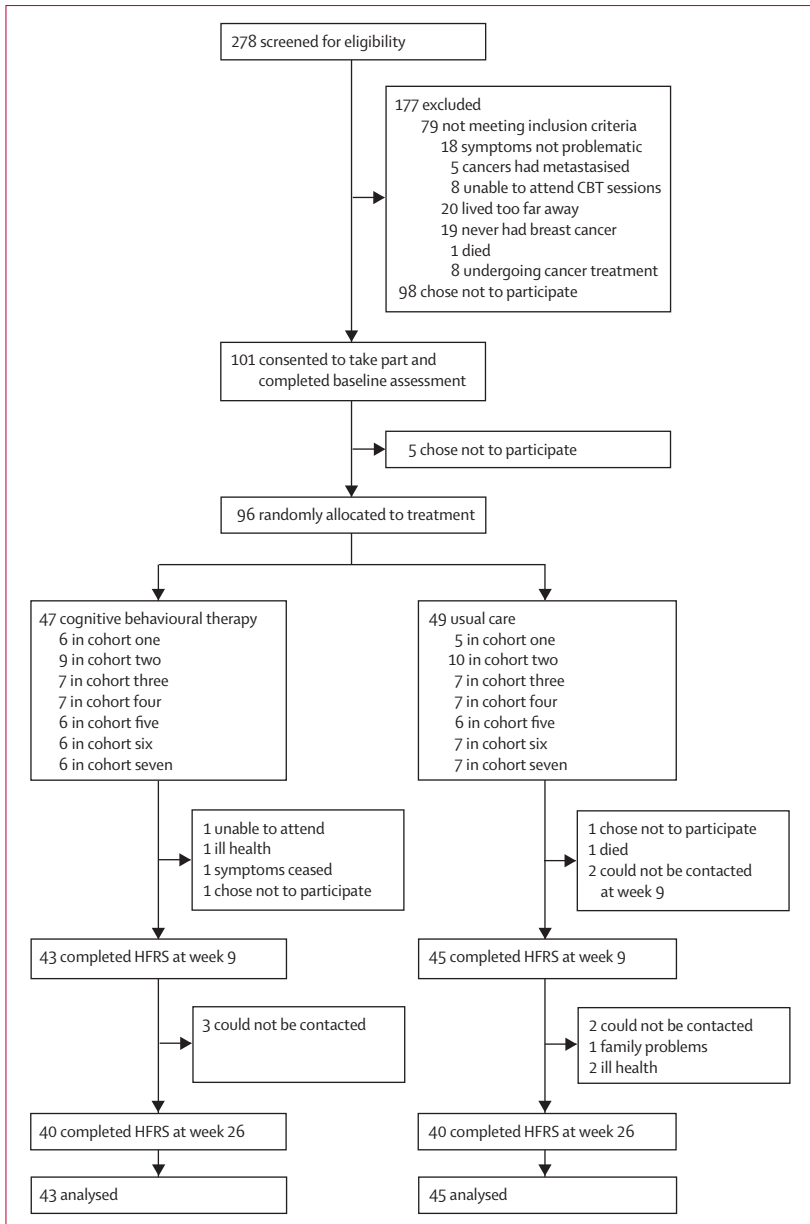 278 screened for eligibility
177 excluded
79 not meeting inclusion criteria
18 symptoms not problematic
5 cancers had metastasised
8 unable to attend CBT sessions
20 lived too far away
19 never had breast cancer
1 died
8 undergoing cancer treatment
98 chose not to participate
101 consented to take part and
completed baseline assessment
5 chose not to participate
96 randomly allocated to treatment
47 cognitive behavioural therapy
6 in cohort one
9 in cohort two
7 in cohort three
7 in cohort four
6 in cohort five
6 in cohort six
6 in cohort seven
49 usual care
5 in cohort one
10 in cohort two
7 in cohort three
7 in cohort four
6 in cohort five
7 in cohort six
7 in cohort seven
1 unable to attend
1 ill health
1 symptoms ceased
1 chose not to participate
1 chose not to participate
1 died
2 could not be contacted
at week 9
43 completed HFRS at week 9
45 completed HFRS at week 9
3 could not be contacted
2 could not be contacted
1 family problems
2 ill health
40 completed HFRS at week 26
40 completed HFRS at week 26
43 analysed
45 analysed